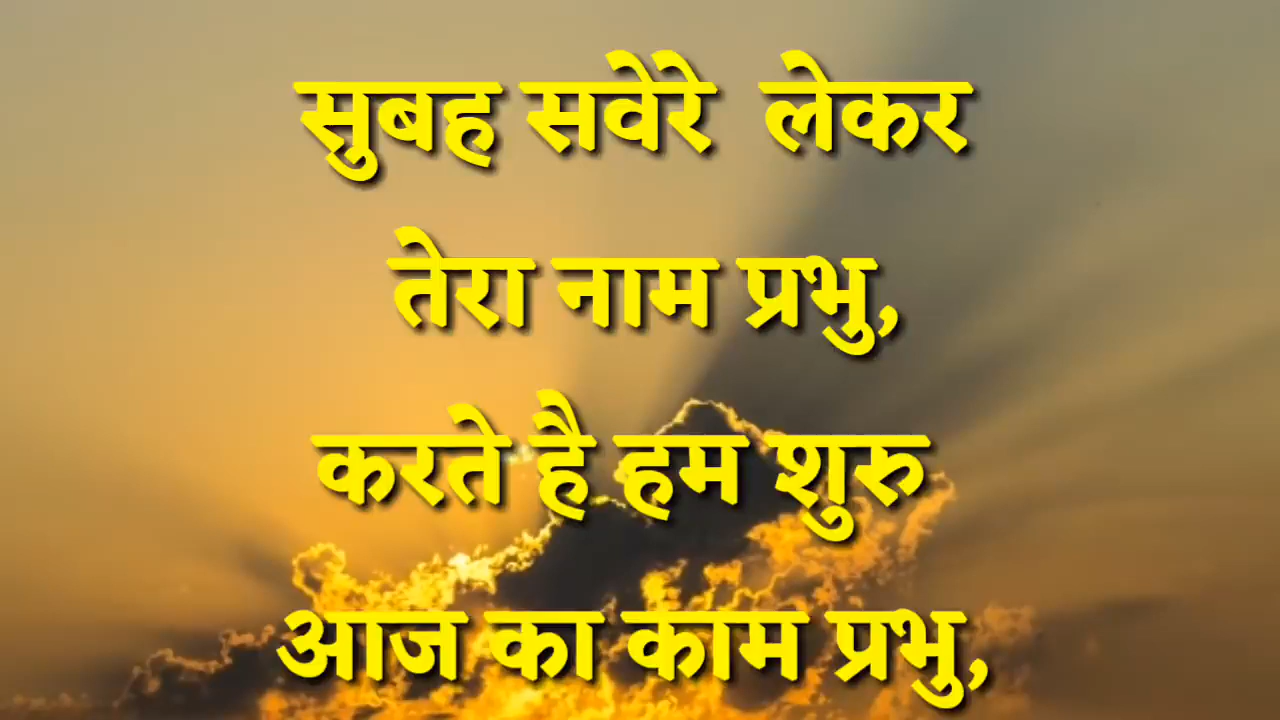 सुबह सवेरे लेकर
तेरा नाम प्रभु,
करते है हम शुरु
आज का काम प्रभु,